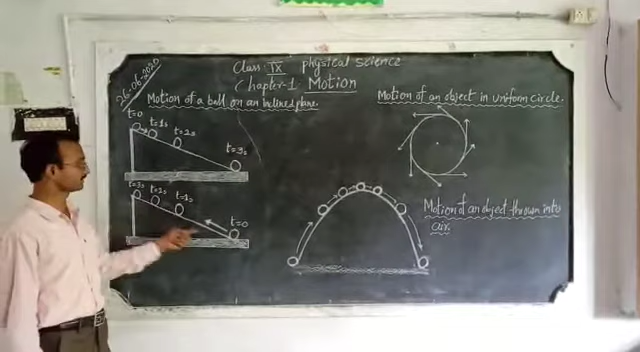 26-06-2020
Class: IX physical science
Chapter-1 Motion
Motion of a ball on an inclined plane.
t=0
t=1s
t=2s
t=3s
t=3s
t=2s
t=1s
t=0
Motion of an object in uniform circle.
Motion of an object thrown into
air.